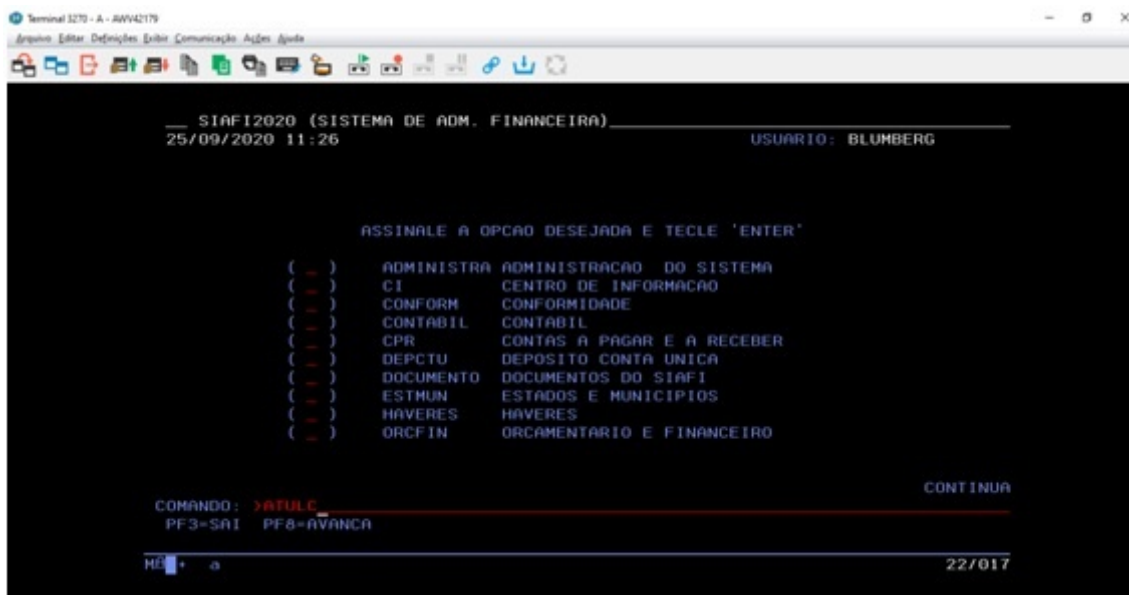 Terminal 3270 - A - AWV42179
Arquivo Editar Definições Exibir Comunicação Ações Ajuda
__ SIAFI2020 (SISTEMA DE ADM. FINANCEIRA)
25/09/2020 11:26 USUARIO: BLUMBERG
ASSINALE A OPCAO DESEJADA E TECLE 'ENTER'
( _ ) ADMINISTRA ADMINISTRACAO DO SISTEMA
( _ ) CI CENTRO DE INFORMACAO
( _ ) CONFORM CONFORMIDADE
( _ ) CONTABIL CONTABIL
( _ ) CPR CONTAS A PAGAR E A RECEBER
( _ ) DEPCTU DEPOSITO CONTA UNICA
( _ ) DOCUMENTO DOCUMENTOS DO SIAFI
( _ ) ESTMUN ESTADOS E MUNICIPIOS
( _ ) HAVERES HAVERES
( _ ) ORCFIN ORCAMENTARIO E FINANCEIRO
CONTINUA
COMANDO: >ATULC_
PF3=SAI PF8=AVANCA
a 22/017